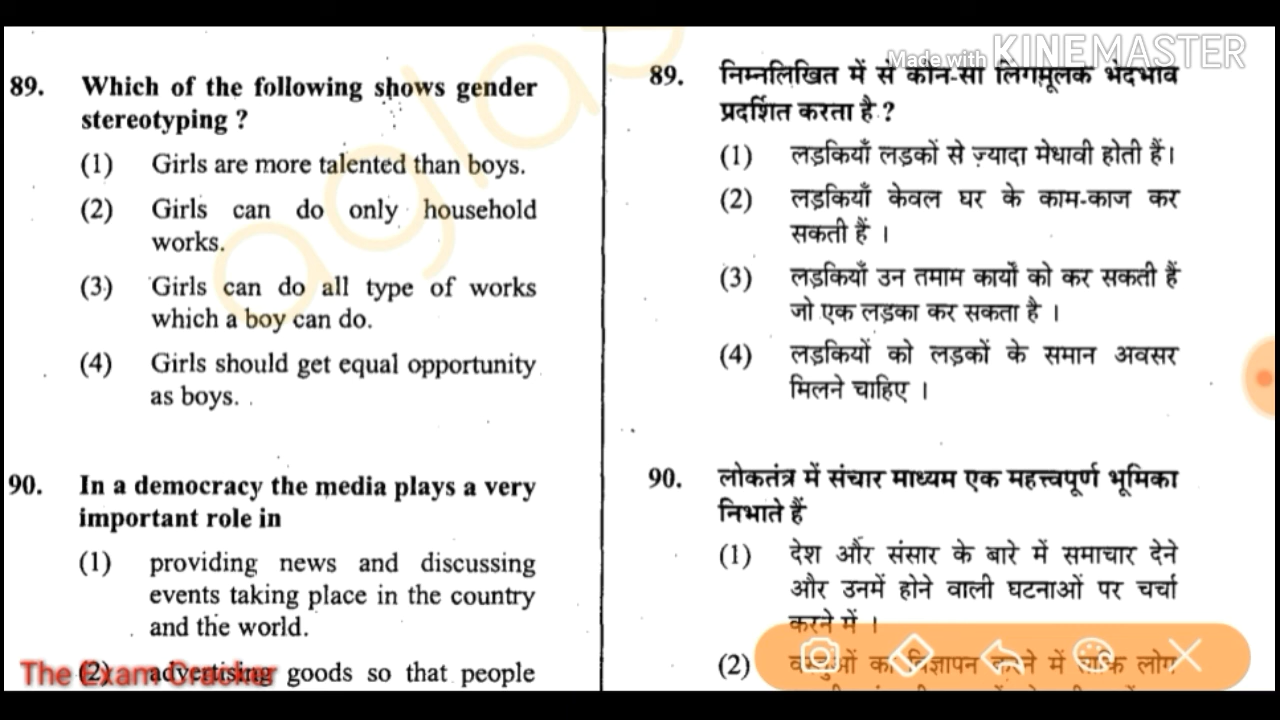 Made with KINEMASTER
89. Which of the following shows gender
stereotyping ?
(1) Girls are more talented than boys.
(2) Girls can do only household
works.
(3) Girls can do all type of works
which a boy can do.
(4) Girls should get equal opportunity
as boys.
90. In a democracy the media plays a very
important role in
(1) providing news and discussing
events taking place in the country
and the world.
(2) advertising goods so that people
The Exam Cracker
89. निम्नलिखित में से कौन-सा लिंगमूलक भेदभाव
प्रदर्शित करता है ?
(1) लड़कियाँ लड़कों से ज़्यादा मेधावी होती हैं।
(2) लड़कियाँ केवल घर के काम-काज कर
सकती हैं ।
(3) लड़कियाँ उन तमाम कार्यों को कर सकती हैं
जो एक लड़का कर सकता है ।
(4) लड़कियों को लड़कों के समान अवसर
मिलने चाहिए ।
90. लोकतंत्र में संचार माध्यम एक महत्त्वपूर्ण भूमिका
निभाते हैं
(1) देश और संसार के बारे में समाचार देने
और उनमें होने वाली घटनाओं पर चर्चा
करने में ।
(2) का विज्ञापन करने में ताकि लोग